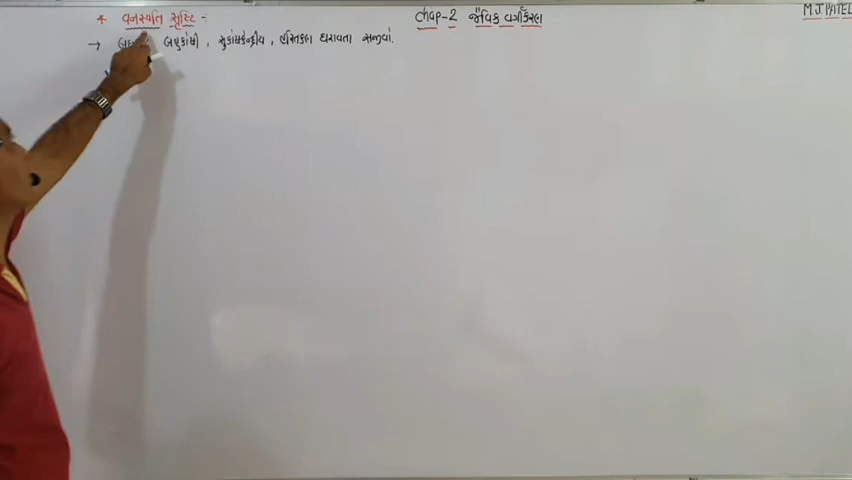 Chap-2 જૈવિક વર્ગીકરણ
M.J.PATEL
* વનસ્પતિ સૃષ્ટિ :-
→ બહુકોષી , સુકોષકેન્દ્રીય , હરિતકણ ધરાવતા સજીવો.